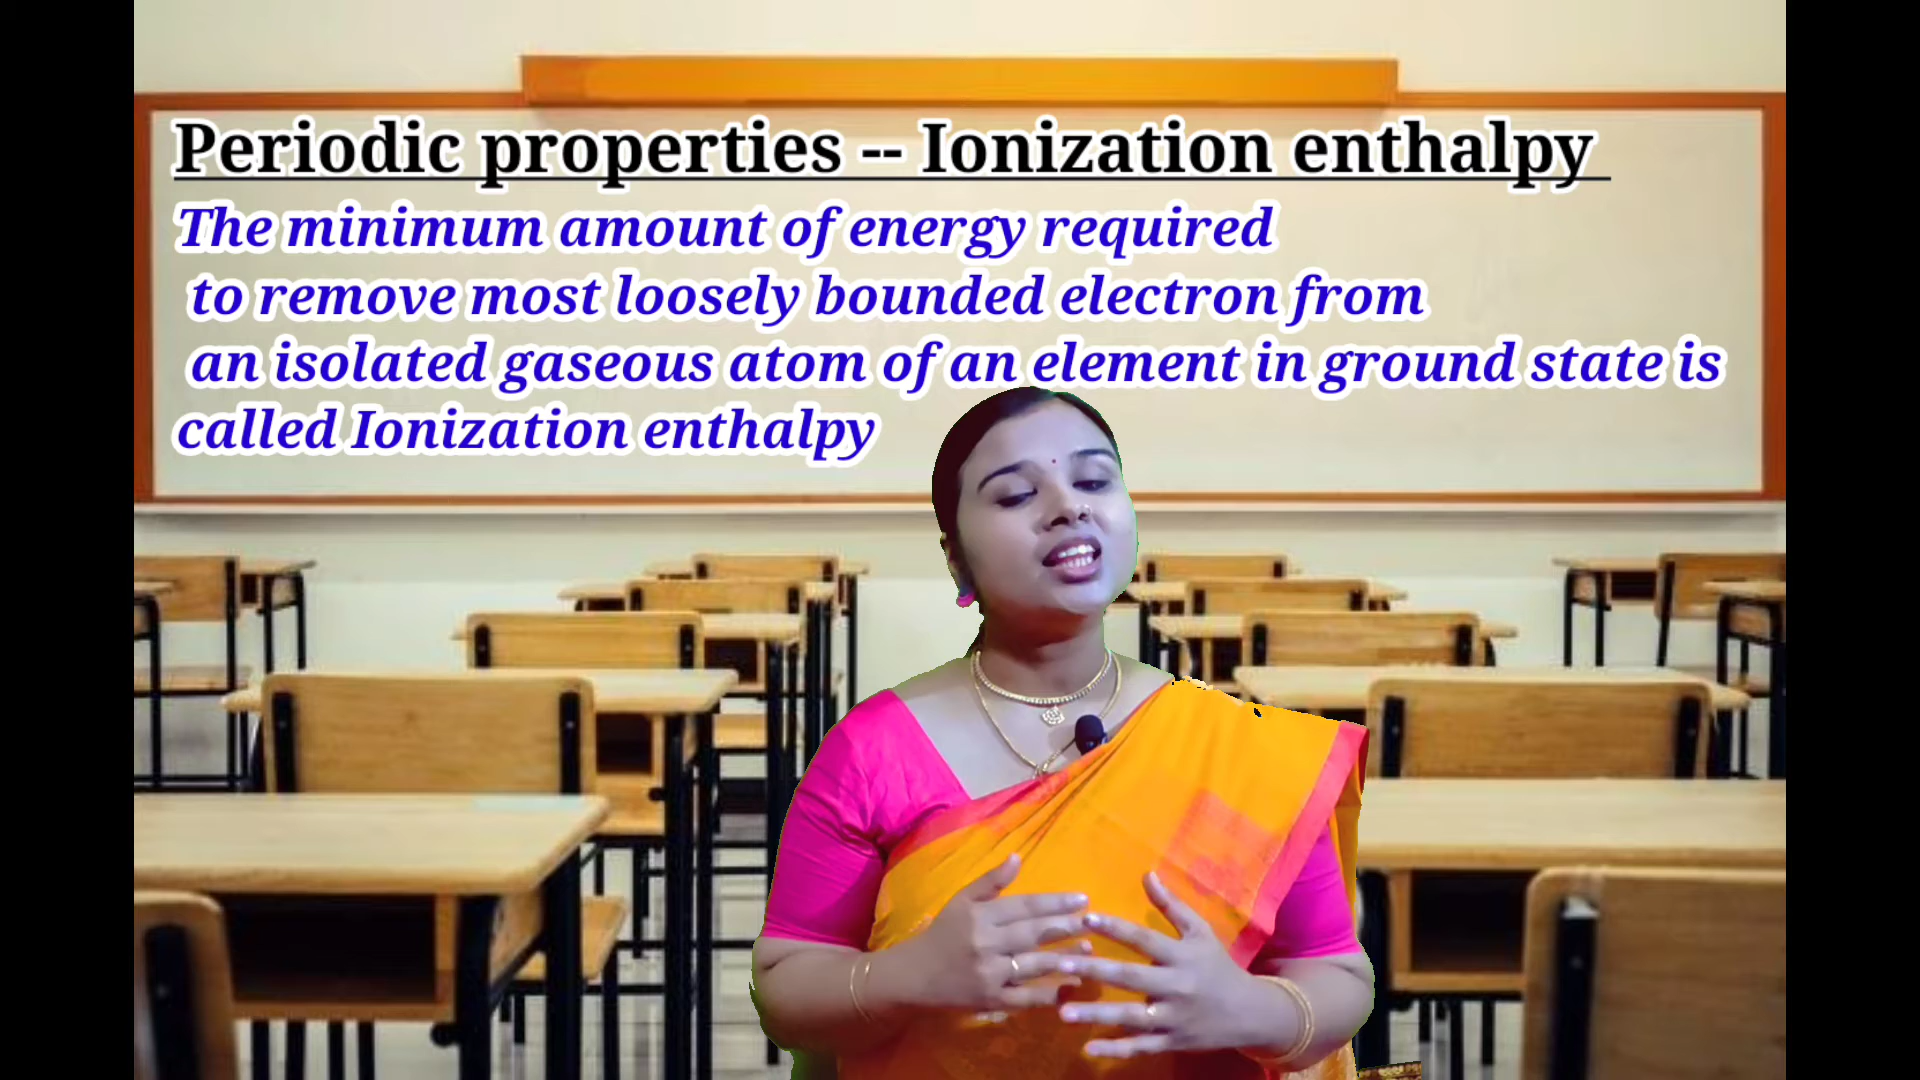 Periodic properties -- Ionization enthalpy
The minimum amount of energy required
to remove most loosely bounded electron from
an isolated gaseous atom of an element in ground state is
called Ionization enthalpy